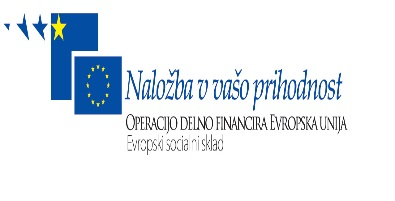 Naložba v vašo prihodnost
OPERACIJO DELNO FINANCIRA EVROPSKA UNIJA
Evropski socialni sklad